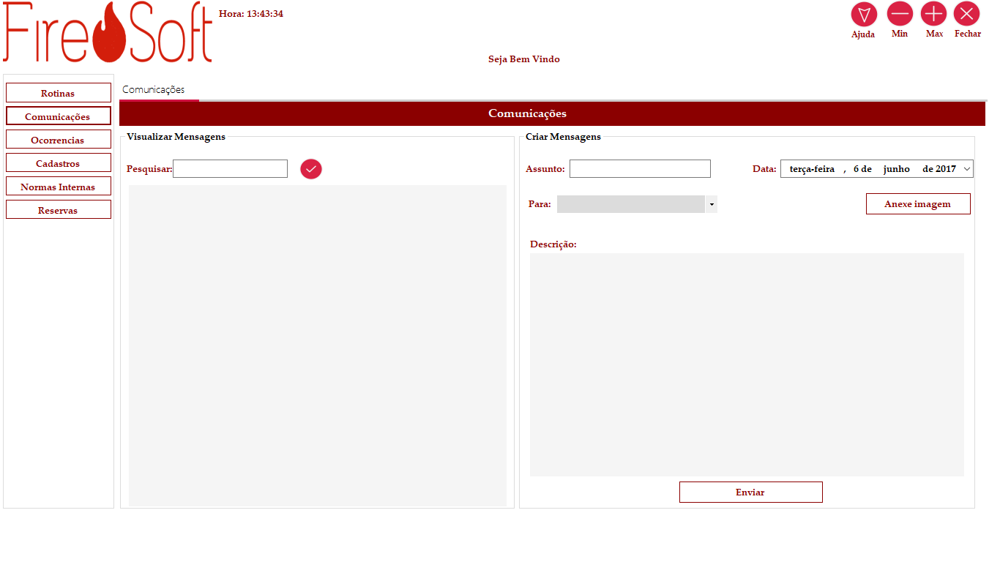 Fire Soft
Hora: 13:43:34
Ajuda
Min
Max
Fechar
Seja Bem Vindo
Rotinas
Comunicações
Ocorrencias
Cadastros
Normas Internas
Reservas
Comunicações
Comunicações
Visualizar Mensagens
Pesquisar:
Criar Mensagens
Assunto:
Data: terça-feira , 6 de junho de 2017
Para:
Anexe imagem
Descrição:
Enviar